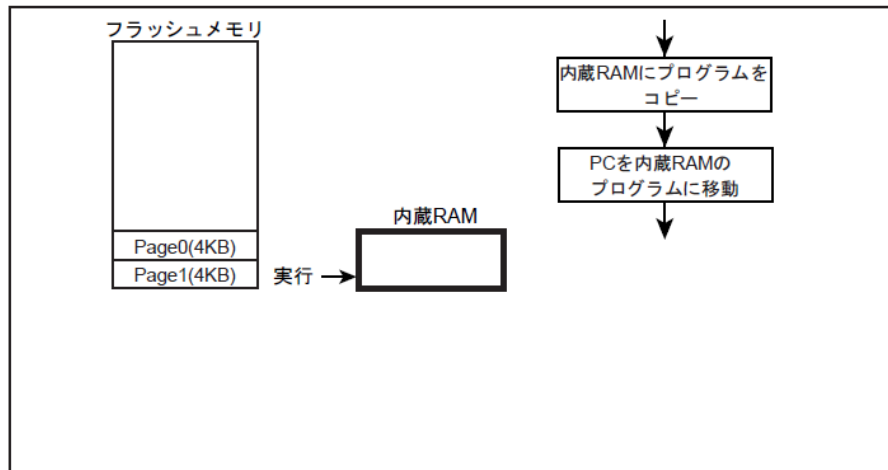 フラッシュメモリ
Page0(4KB)
Page1(4KB)
実行
内蔵RAM
内蔵RAMにプログラムを
コピー
PCを内蔵RAMの
プログラムに移動